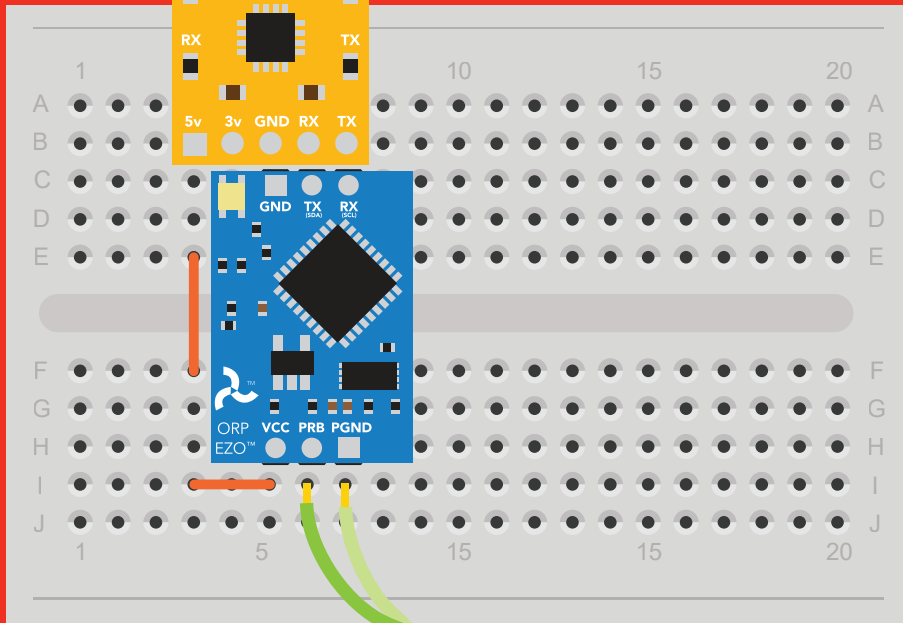 RX TX
1 10 15 20
A A
5v 3v GND RX TX
B B
C C
GND TX RX
(SDA) (SCL)
D D
E E
F F
TM
G G
ORP VCC PRB PGND
EZO™ H H
I I
J J
1 5 15 15 20